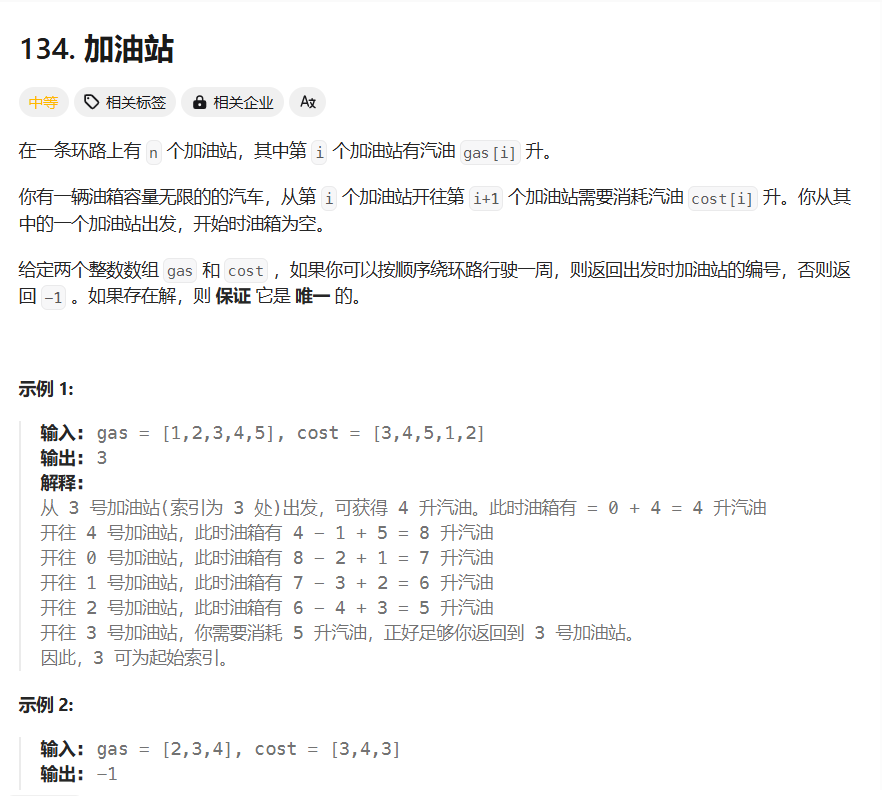 134. 加油站
中等 相关标签 相关企业 Aあ
在一条环路上有 n 个加油站，其中第 i 个加油站有汽油 gas[i] 升。
你有一辆油箱容量无限的的汽车，从第 i 个加油站开往第 i+1 个加油站需要消耗汽油 cost[i] 升。你从其
中的一个加油站出发，开始时油箱为空。
给定两个整数数组 gas 和 cost ，如果你可以按顺序绕环路行驶一周，则返回出发时加油站的编号，否则返
回 -1 。如果存在解，则 保证 它是 唯一 的。
示例 1:
输入: gas = [1,2,3,4,5], cost = [3,4,5,1,2]
输出: 3
解释:
从 3 号加油站(索引为 3 处)出发，可获得 4 升汽油。此时油箱有 = 0 + 4 = 4 升汽油
开往 4 号加油站，此时油箱有 4 - 1 + 5 = 8 升汽油
开往 0 号加油站，此时油箱有 8 - 2 + 1 = 7 升汽油
开往 1 号加油站，此时油箱有 7 - 3 + 2 = 6 升汽油
开往 2 号加油站，此时油箱有 6 - 4 + 3 = 5 升汽油
开往 3 号加油站，你需要消耗 5 升汽油，正好足够你返回到 3 号加油站。
因此，3 可为起始索引。
示例 2:
输入: gas = [2,3,4], cost = [3,4,3]
输出: -1